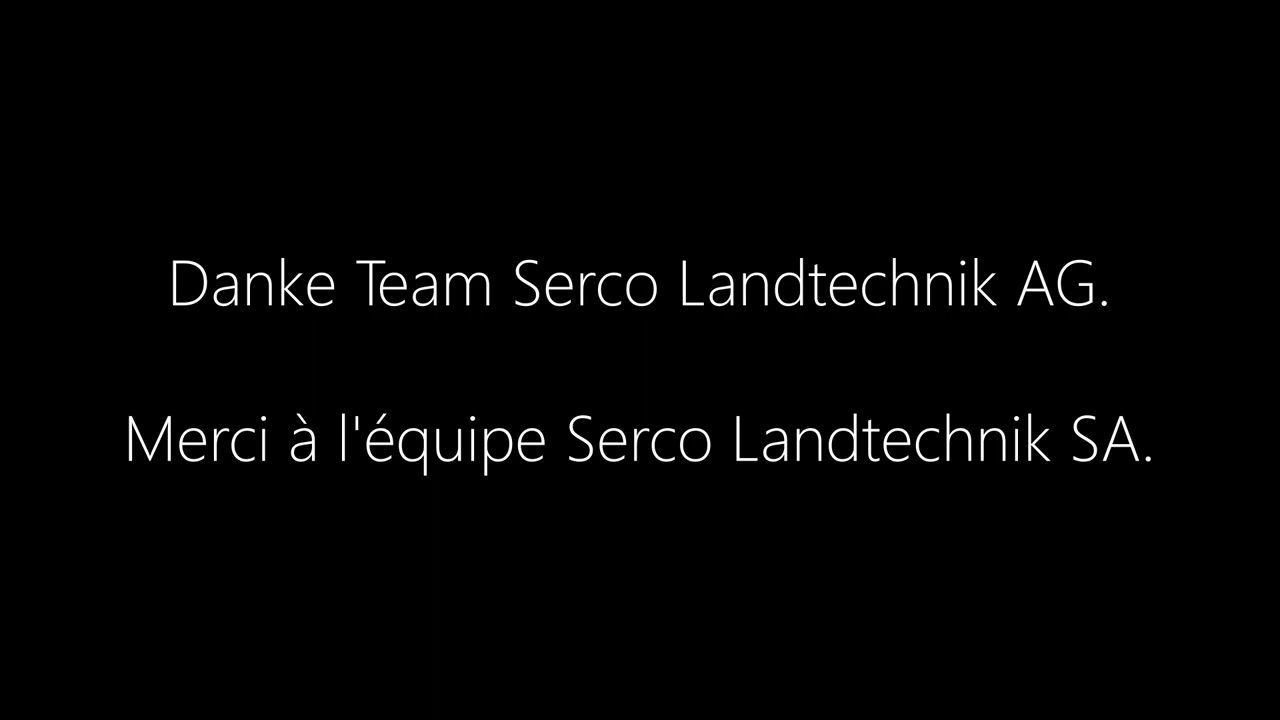 Danke Team Serco Landtechnik AG.
Merci à l'équipe Serco Landtechnik SA.